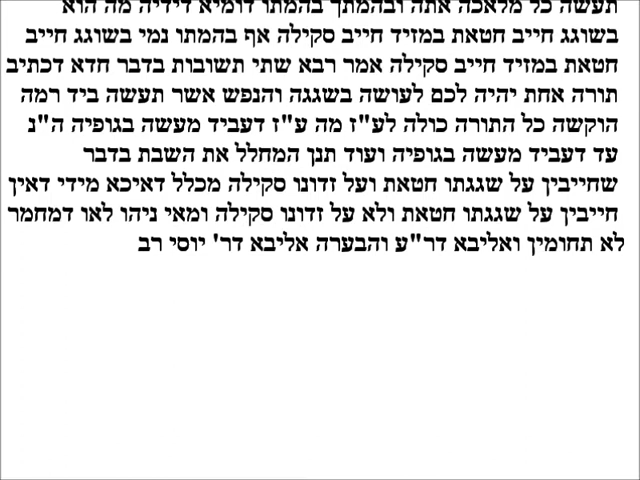 תעשה כל מלאכה אתה ובהמתך בהמתו דומיא דידיה מה הוא
בשוגג חייב חטאת במזיד חייב סקילה אף בהמתו נמי בשוגג חייב
חטאת במזיד חייב סקילה אמר רבא שתי תשובות בדבר חדא דכתיב
תורה אחת יהיה לכם לעושה בשגגה והנפש אשר תעשה ביד רמה
הוקשה כל התורה כולה לע"ז מה ע"ז דעביד מעשה בגופיה ה"נ
עד דעביד מעשה בגופיה ועוד תנן המחלל את השבת בדבר
שחייבין על שגגתו חטאת ועל זדונו סקילה מכלל דאיכא מידי דאין
חייבין על שגגתו חטאת ולא על זדונו סקילה ומאי ניהו לאו דמחמר
לא תחומין ואליבא דר"ע והבערה אליבא דר' יוסי רב